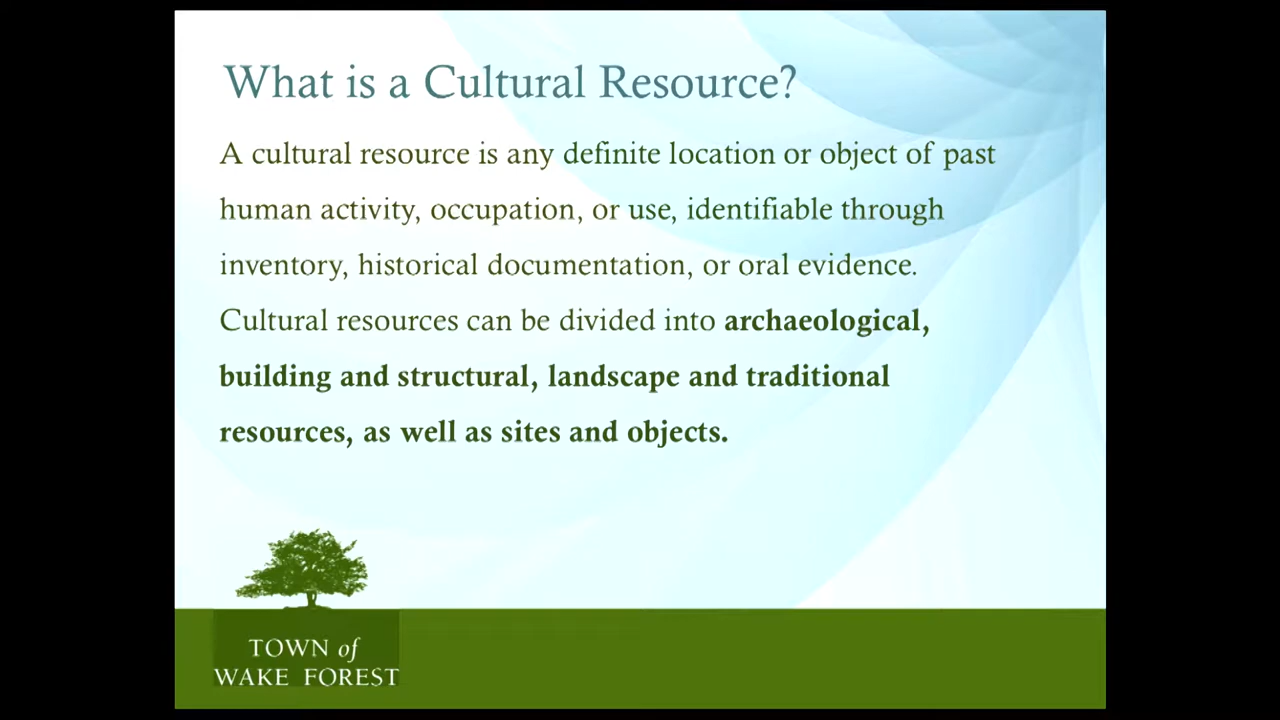 What is a Cultural Resource?
A cultural resource is any definite location or object of past
human activity, occupation, or use, identifiable through
inventory, historical documentation, or oral evidence.
Cultural resources can be divided into archaeological,
building and structural, landscape and traditional
resources, as well as sites and objects.
TOWN of
WAKE FOREST